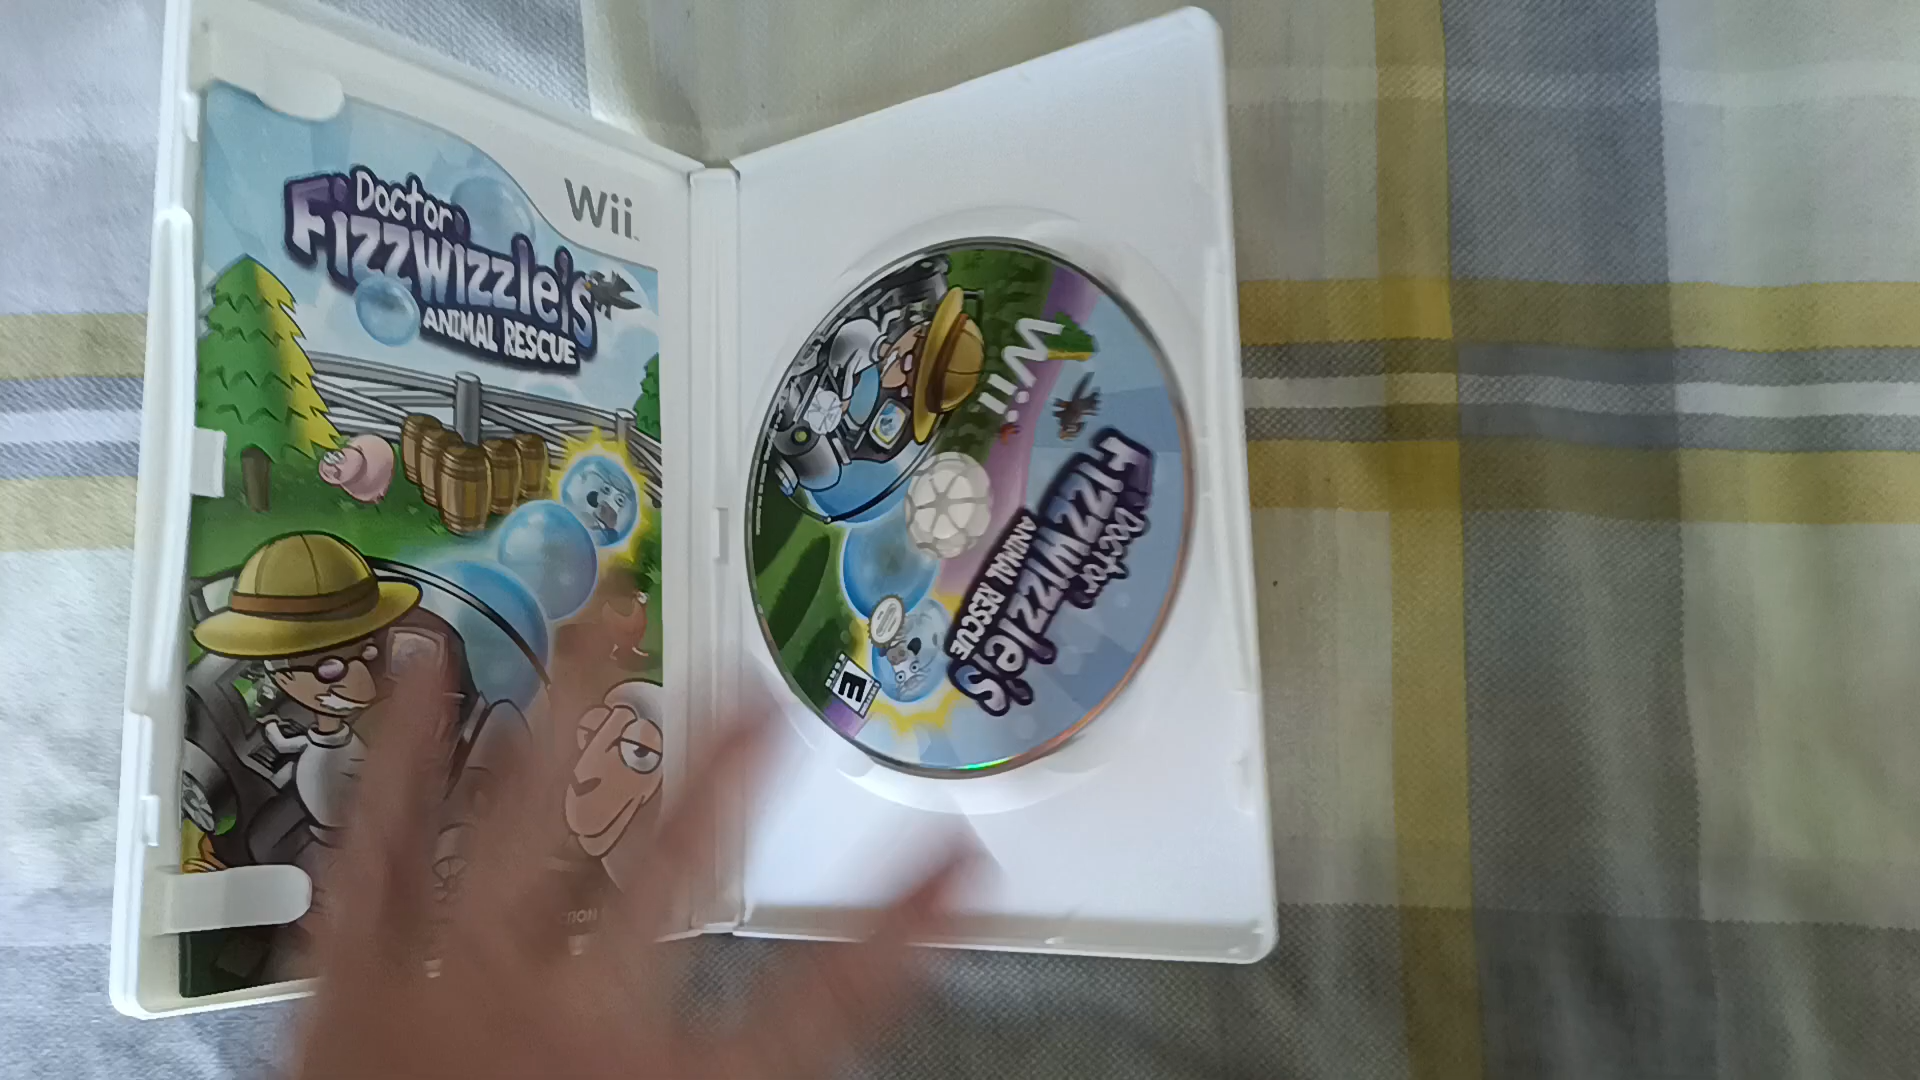 Wii
Doctor
Fizzwizzle's
ANIMAL RESCUE
Wii
Doctor
Fizzwizzle's
ANIMAL RESCUE
E